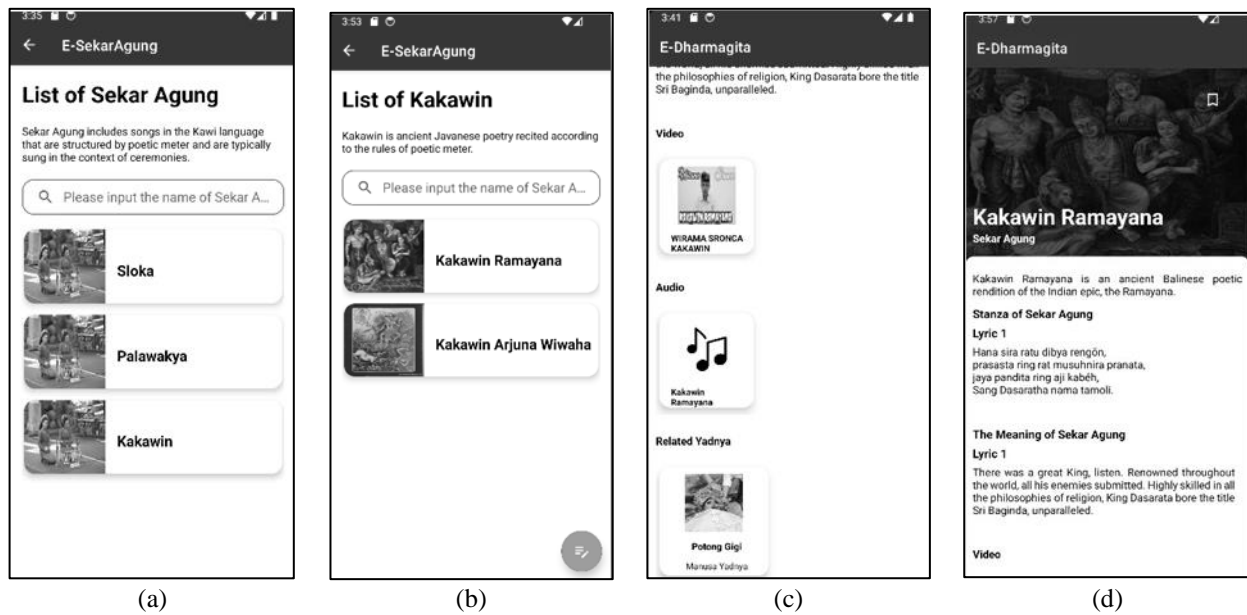 3:35
E-SekarAgung
List of Sekar Agung
Sekar Agung includes songs in the Kawi language
that are structured by poetic meter and are typically
sung in the context of ceremonies.
Please input the name of Sekar A...
Sloka
Palawakya
Kakawin
(a)
3:53
E-SekarAgung
List of Kakawin
Kakawin is ancient Javanese poetry recited according
to the rules of poetic meter.
Please input the name of Sekar A...
Kakawin Ramayana
Kakawin Arjuna Wiwaha
(b)
3:41
E-Dharmagita
the philosophies of religion, King Dasarata bore the title
Sri Baginda, unparalleled.
Video
WIRAMA SRONCA
KAKAWIN
Audio
Kakawin
Ramayana
Related Yadnya
Potong Gigi
Manusa Yadnya
(c)
3:57
E-Dharmagita
Kakawin Ramayana
Sekar Agung
Kakawin Ramayana is an ancient Balinese poetic
rendition of the Indian epic, the Ramayana.
Stanza of Sekar Agung
Lyric 1
Hana sira ratu dibya rengön,
prasasta ring rat musuhnira pranata,
jaya pandita ring aji kabéh,
Sang Dasaratha nama tamoli.
The Meaning of Sekar Agung
Lyric 1
There was a great King, listen. Renowned throughout
the world, all his enemies submitted. Highly skilled in all
the philosophies of religion, King Dasarata bore the title
Sri Baginda, unparalleled.
Video
(d)